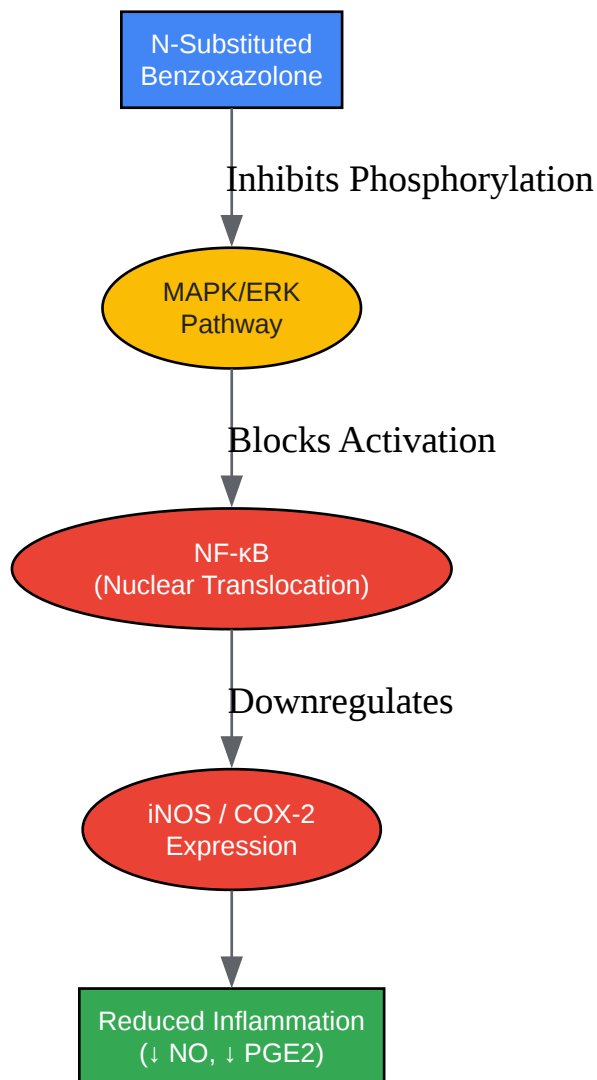 N-Substituted
Benzoxazolone
Inhibits Phosphorylation
MAPK/ERK
Pathway
Blocks Activation
NF-κB
(Nuclear Translocation)
Downregulates
iNOS / COX-2
Expression
Reduced Inflammation
(↓ NO, ↓ PGE2)